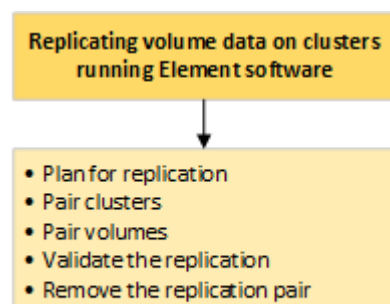 Replicating volume data on clusters
running Element software
• Plan for replication
• Pair clusters
• Pair volumes
• Validate the replication
• Remove the replication pair